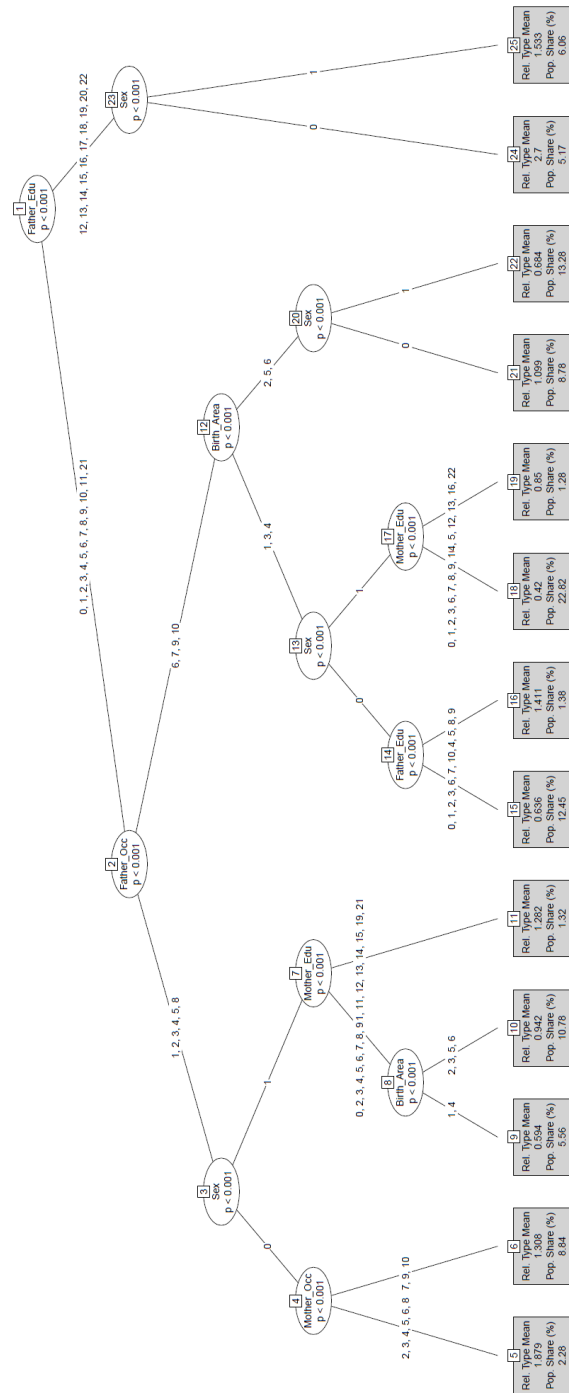 1
Father_Edu
p < 0.001
0, 1, 2, 3, 4, 5, 6, 7, 8, 9, 10, 11, 21
12, 13, 14, 15, 16, 17, 18, 19, 20, 22
2
Father_Occ
p < 0.001
1, 2, 3, 4, 5, 8
6, 7, 9, 10
3
Sex
p < 0.001
0
1
4
Mother_Occ
p < 0.001
2, 3, 4, 5, 6, 8
7, 9, 10
5
Rel. Type Mean
1.879
Pop. Share (%)
2.28
6
Rel. Type Mean
1.308
Pop. Share (%)
8.84
7
Mother_Edu
p < 0.001
0, 2, 3, 4, 5, 6, 7, 8, 91, 11, 12, 13, 14, 15, 19, 21
8
Birth_Area
p < 0.001
1, 4
2, 3, 5, 6
9
Rel. Type Mean
0.594
Pop. Share (%)
5.56
10
Rel. Type Mean
0.942
Pop. Share (%)
10.78
11
Rel. Type Mean
1.282
Pop. Share (%)
1.32
12
Birth_Area
p < 0.001
1, 3, 4
2, 5, 6
13
Sex
p < 0.001
0
1
14
Father_Edu
p < 0.001
0, 1, 2, 3, 6, 7, 10, 4, 5, 8, 9
15
Rel. Type Mean
0.636
Pop. Share (%)
12.45
16
Rel. Type Mean
1.411
Pop. Share (%)
1.38
17
Mother_Edu
p < 0.001
0, 1, 2, 3, 6, 7, 8, 9, 14, 5, 12, 13, 16, 22
18
Rel. Type Mean
0.42
Pop. Share (%)
22.82
19
Rel. Type Mean
0.85
Pop. Share (%)
1.28
20
Sex
p < 0.001
0
1
21
Rel. Type Mean
1.099
Pop. Share (%)
8.78
22
Rel. Type Mean
0.684
Pop. Share (%)
13.28
23
Sex
p < 0.001
0
1
24
Rel. Type Mean
2.7
Pop. Share (%)
5.17
25
Rel. Type Mean
1.533
Pop. Share (%)
6.06